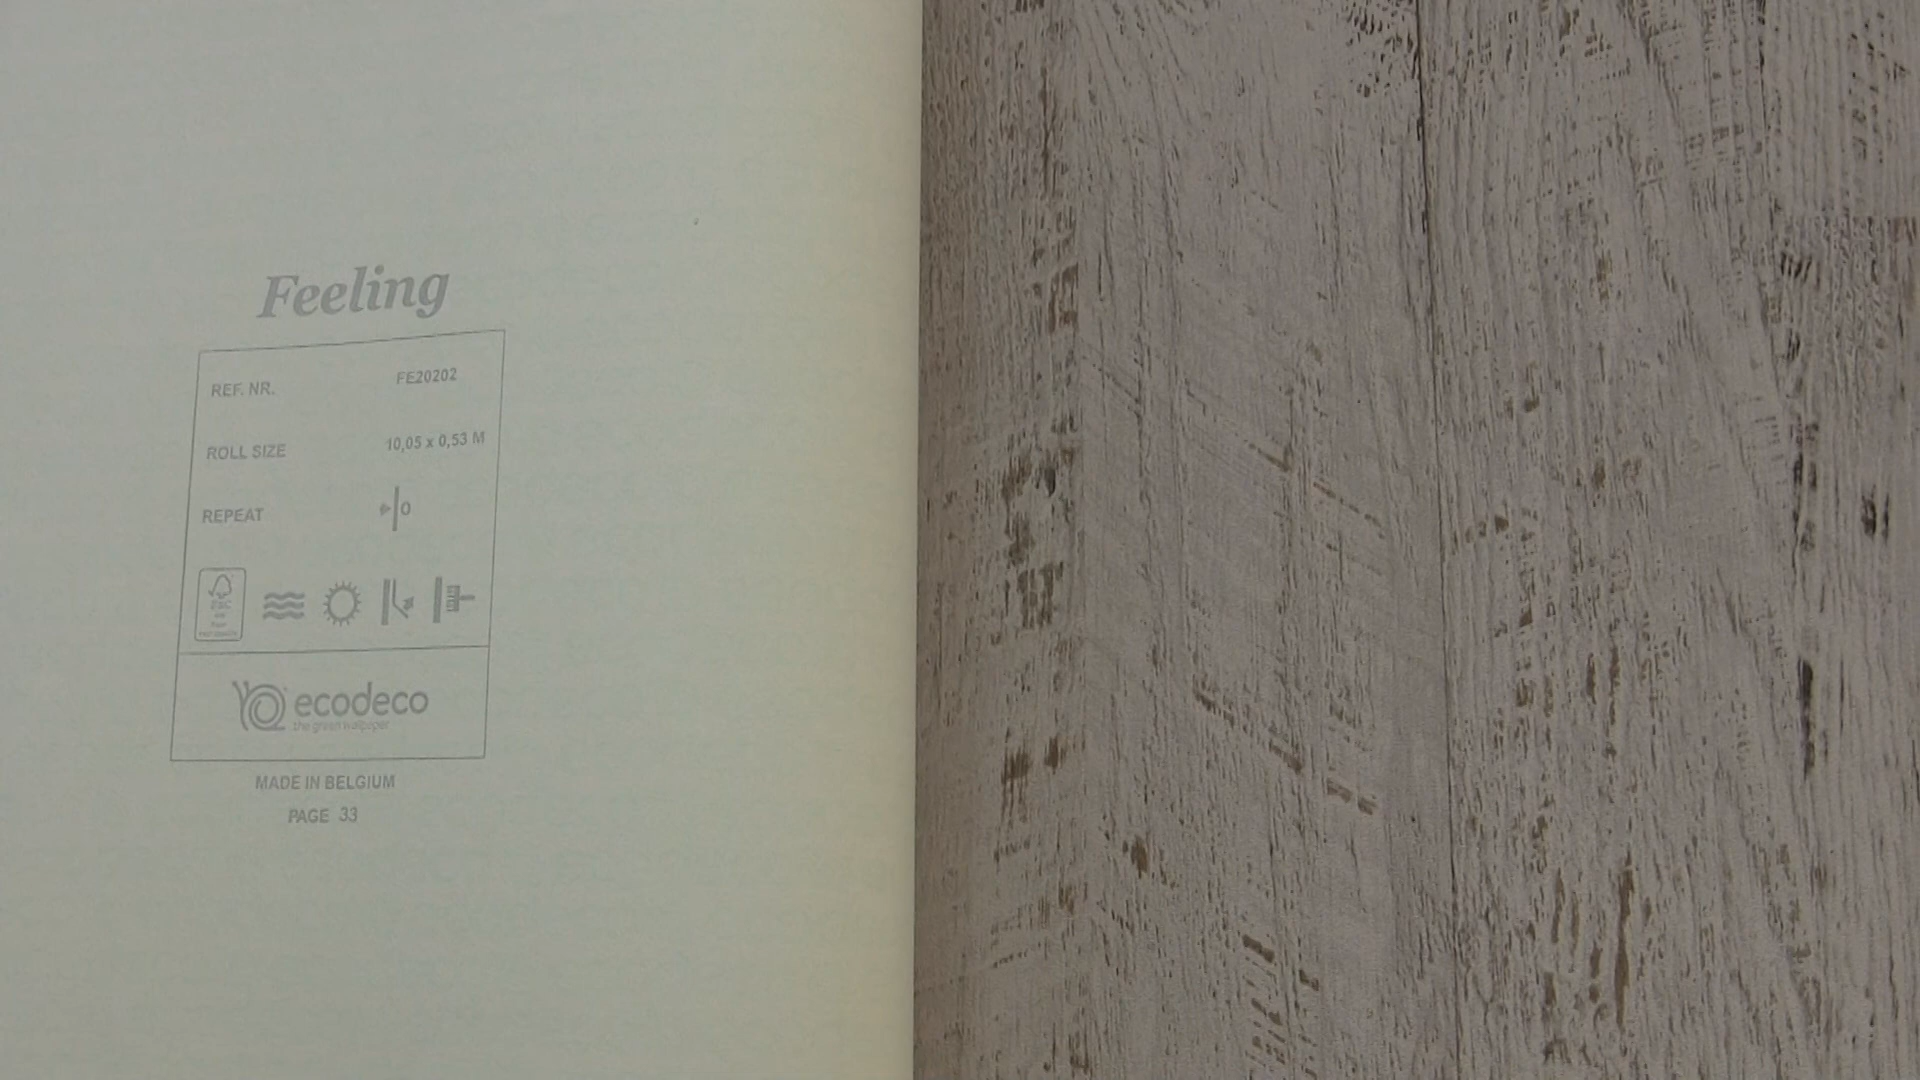 Feeling
REF. NR. FE20202
ROLL SIZE 10,05 x 0,53 M
REPEAT 0
FSC
ecodeco
the green wallpaper
MADE IN BELGIUM
PAGE 33